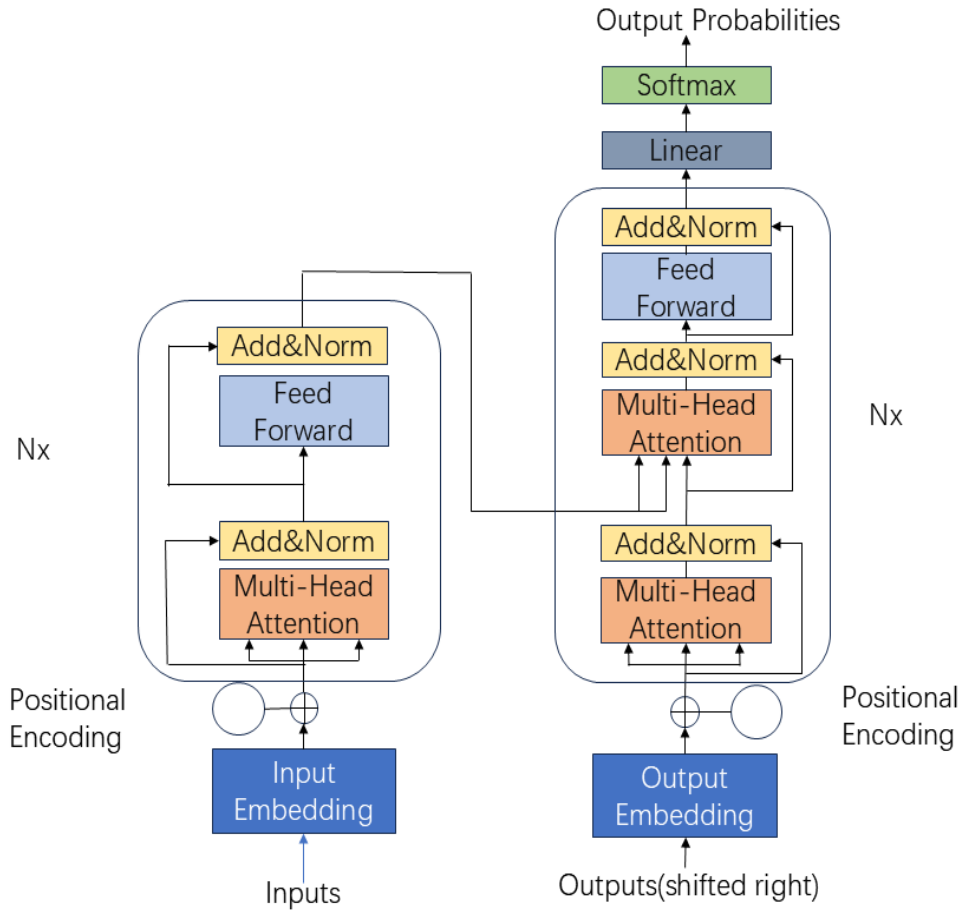 Output Probabilities
Softmax
Linear
Add&Norm
Feed
Forward
Add&Norm
Multi-Head
Attention
Nx
Add&Norm
Multi-Head
Attention
Add&Norm
Feed
Forward
Nx
Add&Norm
Multi-Head
Attention
Positional
Encoding
Input
Embedding
Inputs
Positional
Encoding
Output
Embedding
Outputs(shifted right)